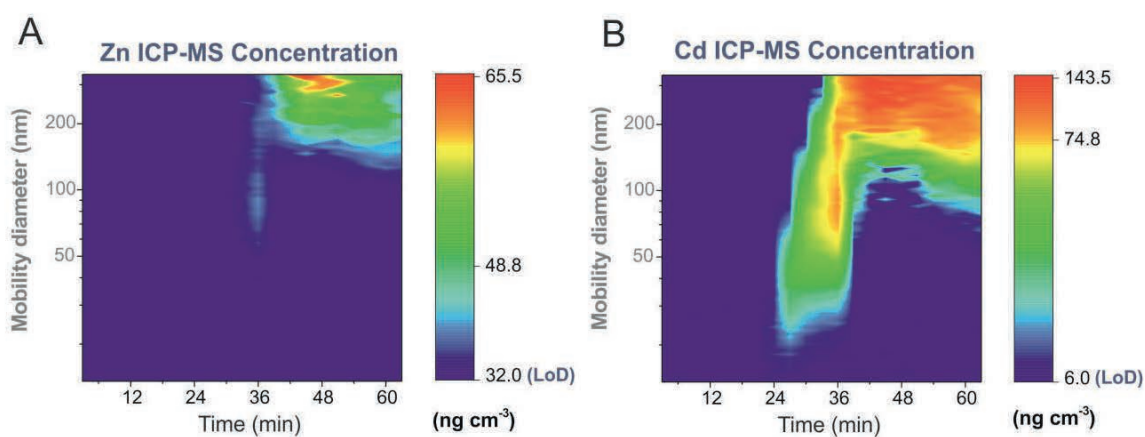 A
Zn ICP-MS Concentration
Mobility diameter (nm)
200
100
50
12
24
36
48
60
Time (min)
65.5
48.8
32.0 (LoD)
(ng cm⁻³)
B
Cd ICP-MS Concentration
Mobility diameter (nm)
200
100
50
12
24
36
48
60
Time (min)
143.5
74.8
6.0 (LoD)
(ng cm⁻³)